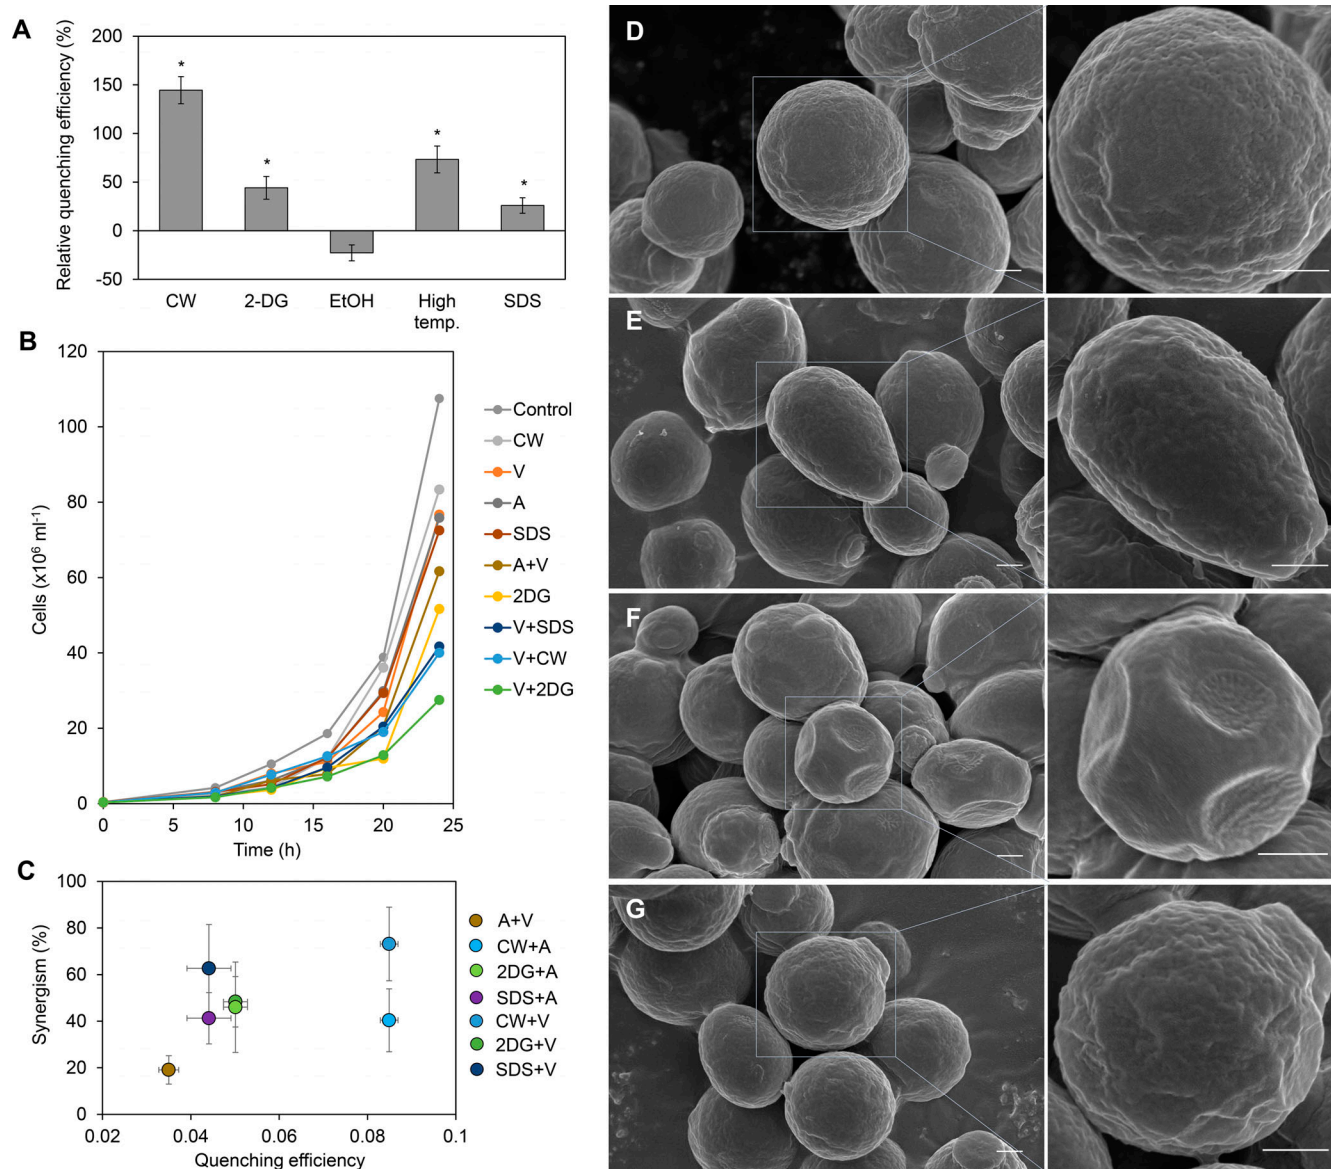 A
Relative quenching efficiency (%)
200
150
100
50
0
-50
* * * *
CW 2-DG EtOH High temp. SDS
B
Cells (x10⁶ ml⁻¹)
120
100
80
60
40
20
0
0 5 10 15 20 25
Time (h)
Control
CW
V
A
SDS
A+V
2DG
V+SDS
V+CW
V+2DG
C
Synergism (%)
100
80
60
40
20
0
0.02 0.04 0.06 0.08 0.1
Quenching efficiency
A+V
CW+A
2DG+A
SDS+A
CW+V
2DG+V
SDS+V
D
E
F
G